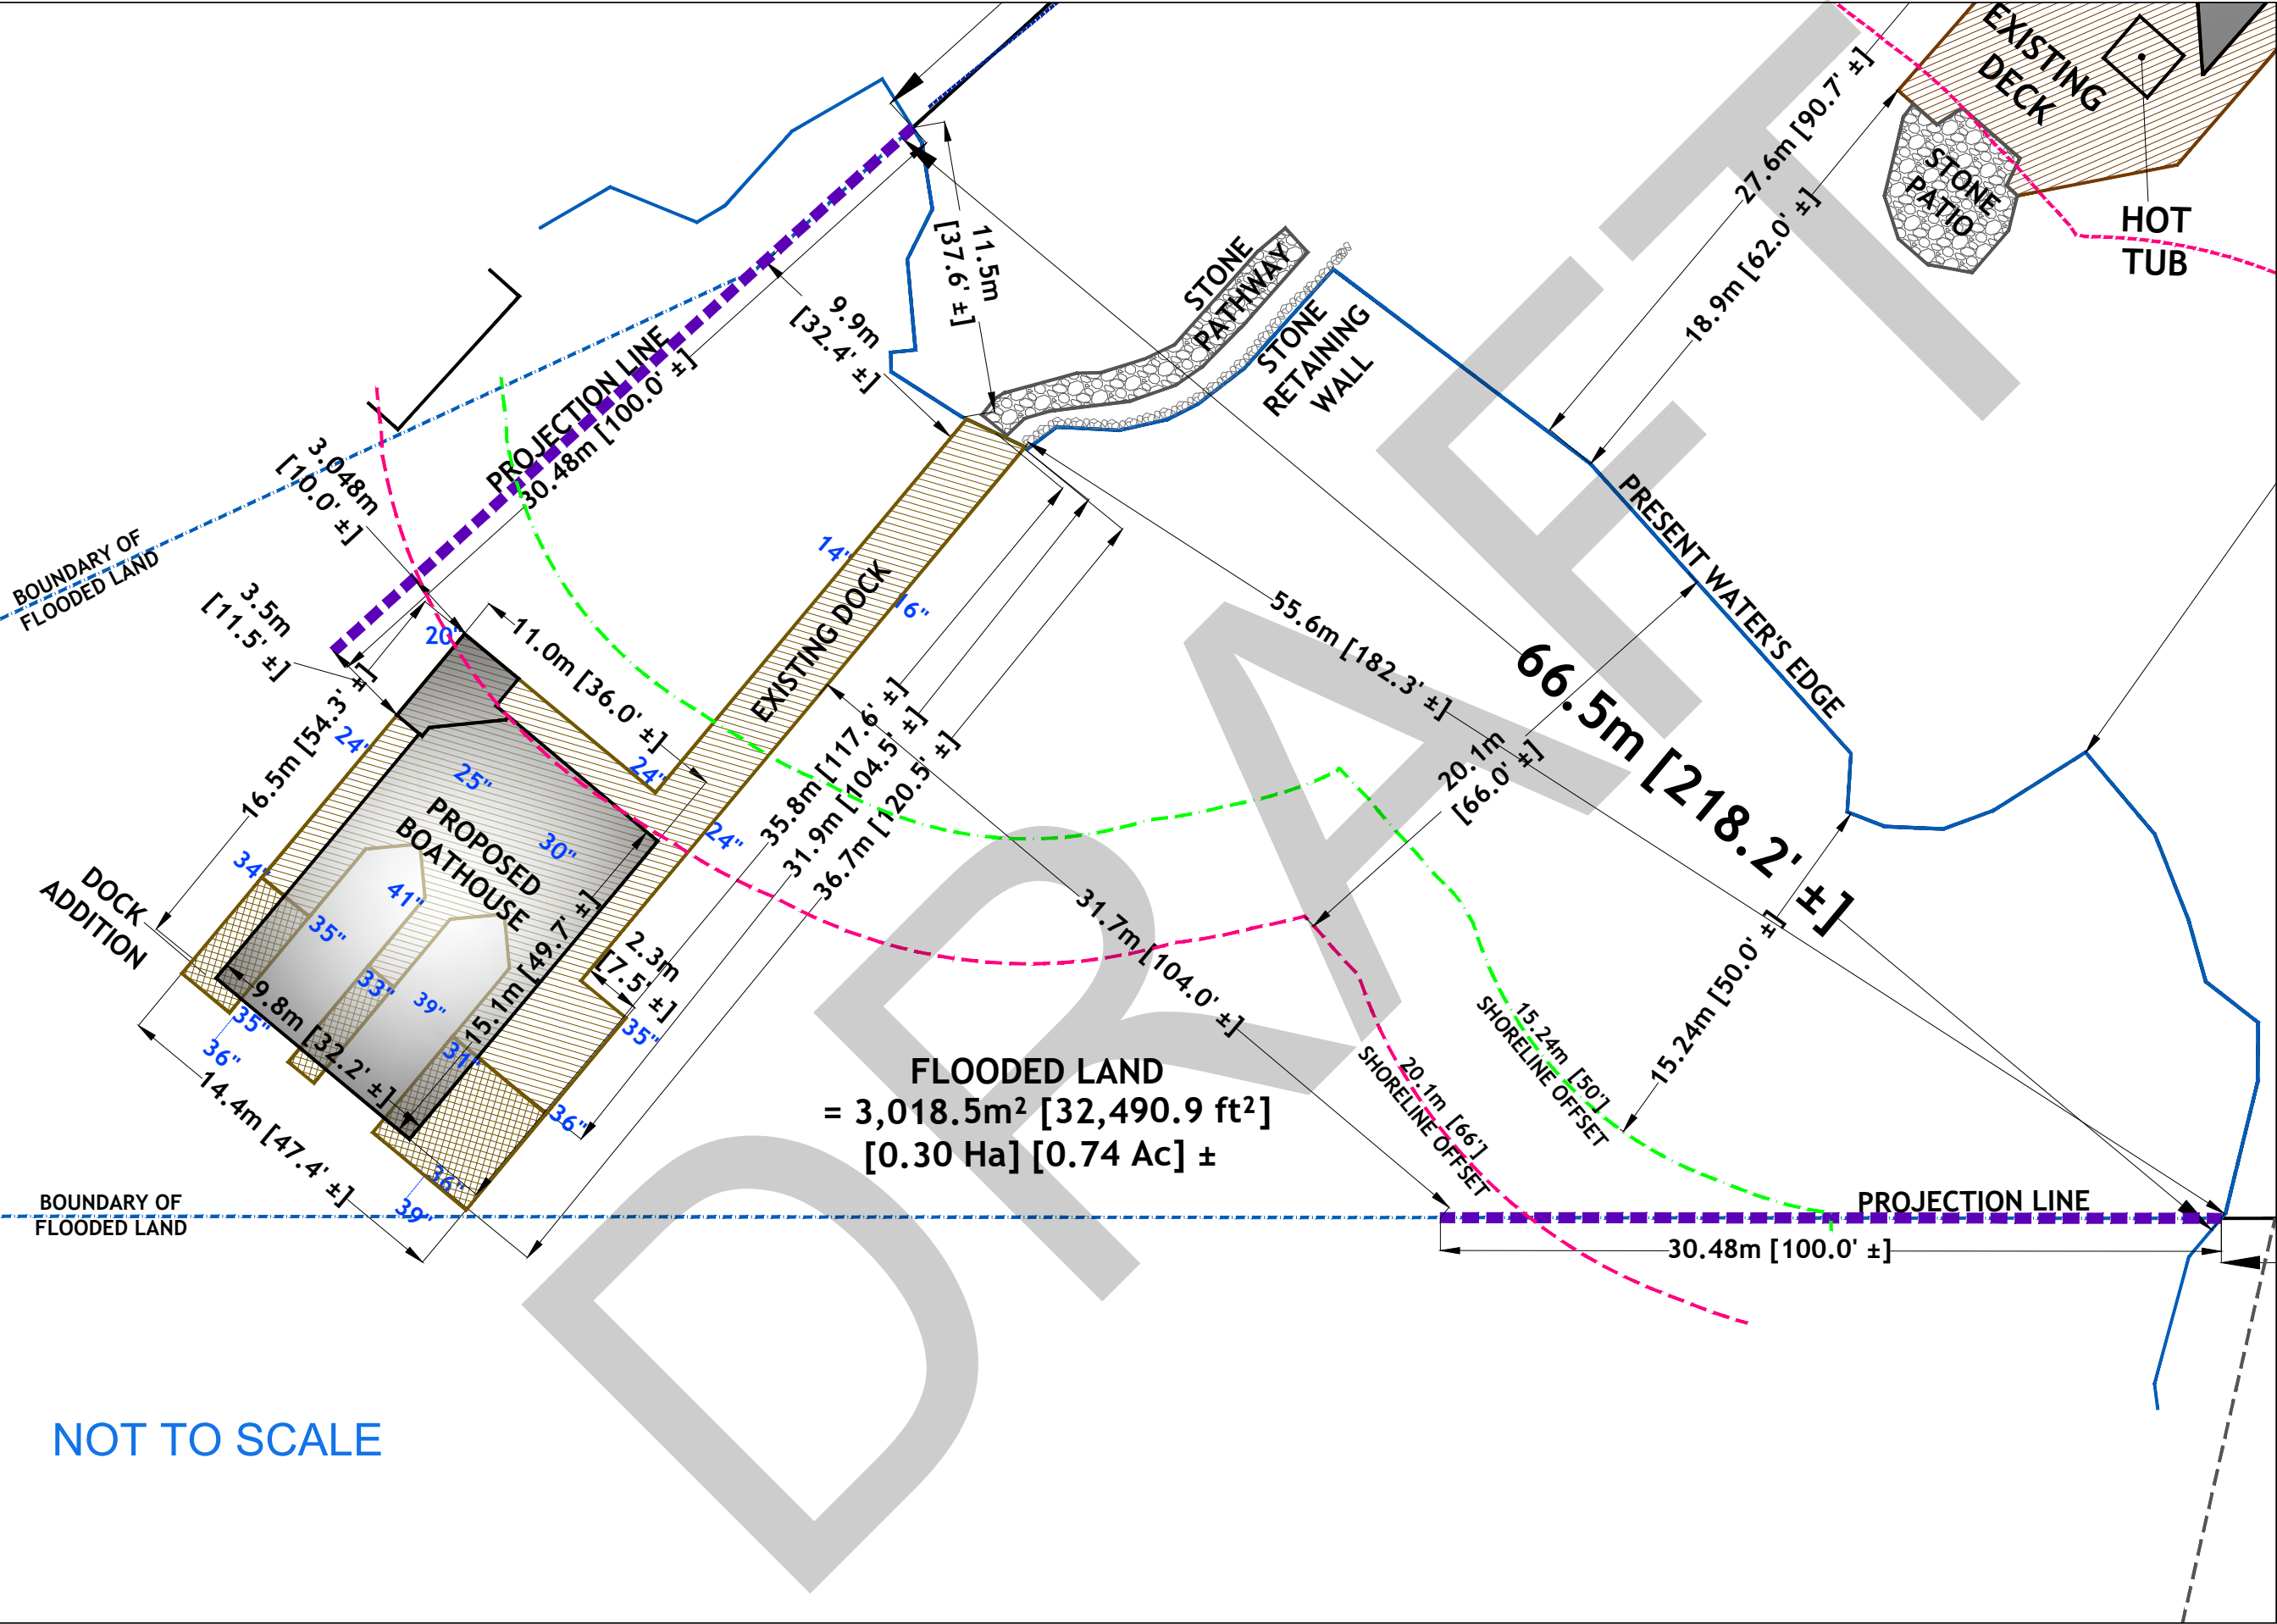 EXISTING
DECK
27.6m [90.7' ±]
18.9m [62.0' ±]
STONE
PATIO
HOT
TUB
11.5m
[37.6' ±]
STONE
PATHWAY
STONE
RETAINING
WALL
9.9m
[32.4' ±]
PROJECTION LINE
30.48m [100.0' ±]
3.048m
[10.0' ±]
BOUNDARY OF
FLOODED LAND
3.5m
[11.5' ±]
20"
11.0m [36.0' ±]
14"
EXISTING DOCK
16"
PRESENT WATER'S EDGE
55.6m [182.3' ±]
66.5m [218.2' ±]
20.1m
[66.0' ±]
16.5m [54.3' ±]
24"
25"
24"
24"
35.8m [117.6' ±]
31.9m [104.5' ±]
36.7m [120.5' ±]
PROPOSED
BOATHOUSE
30"
34"
41"
35"
DOCK
ADDITION
33"
39"
31"
15.1m [49.7' ±]
9.8m [32.2' ±]
2.3m
[7.5' ±]
35"
35"
36"
36"
14.4m [47.4' ±]
36"
39"
31.7m [104.0' ±]
15.24m [50.0' ±]
15.24m [50']
SHORELINE OFFSET
20.1m [66']
SHORELINE OFFSET
FLOODED LAND
= 3,018.5m² [32,490.9 ft²]
[0.30 Ha] [0.74 Ac] ±
BOUNDARY OF
FLOODED LAND
PROJECTION LINE
30.48m [100.0' ±]
NOT TO SCALE
DRAFT